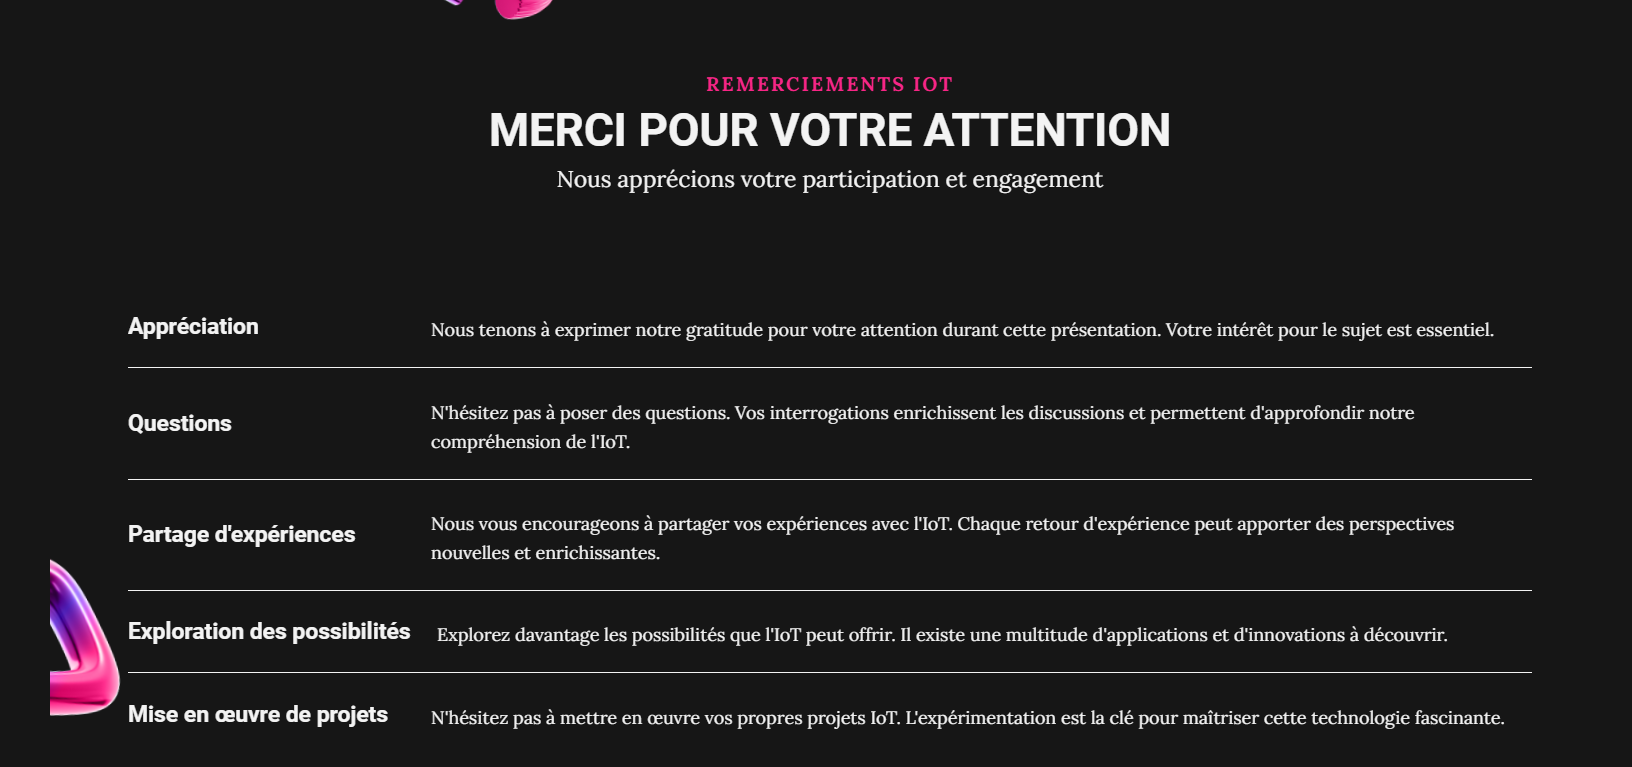 REMERCIEMENTS IOT
MERCI POUR VOTRE ATTENTION
Nous apprécions votre participation et engagement
Appréciation
Nous tenons à exprimer notre gratitude pour votre attention durant cette présentation. Votre intérêt pour le sujet est essentiel.
Questions
N'hésitez pas à poser des questions. Vos interrogations enrichissent les discussions et permettent d'approfondir notre
compréhension de l'IoT.
Partage d'expériences
Nous vous encourageons à partager vos expériences avec l'IoT. Chaque retour d'expérience peut apporter des perspectives
nouvelles et enrichissantes.
Exploration des possibilités
Explorez davantage les possibilités que l'IoT peut offrir. Il existe une multitude d'applications et d'innovations à découvrir.
Mise en œuvre de projets
N'hésitez pas à mettre en œuvre vos propres projets IoT. L'expérimentation est la clé pour maîtriser cette technologie fascinante.